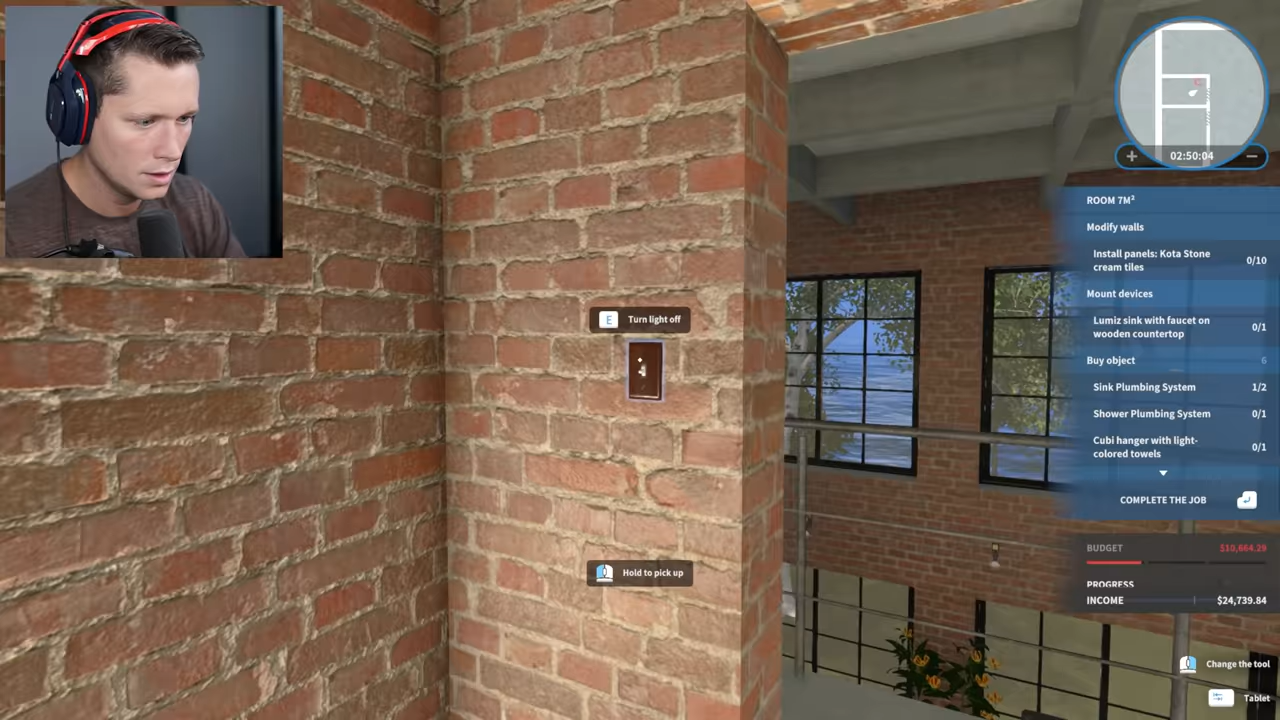 02:50:04
ROOM 7M²
Modify walls
Install panels: Kota Stone
cream tiles
0/10
Mount devices
Lumiz sink with faucet on
wooden countertop
0/1
Buy object 6
Sink Plumbing System 1/2
Shower Plumbing System 0/1
Cubi hanger with light-
colored towels
0/1
COMPLETE THE JOB
E Turn light off
BUDGET $10,664.29
Hold to pick up
PROGRESS
INCOME $24,739.84
Change the tool
Tablet